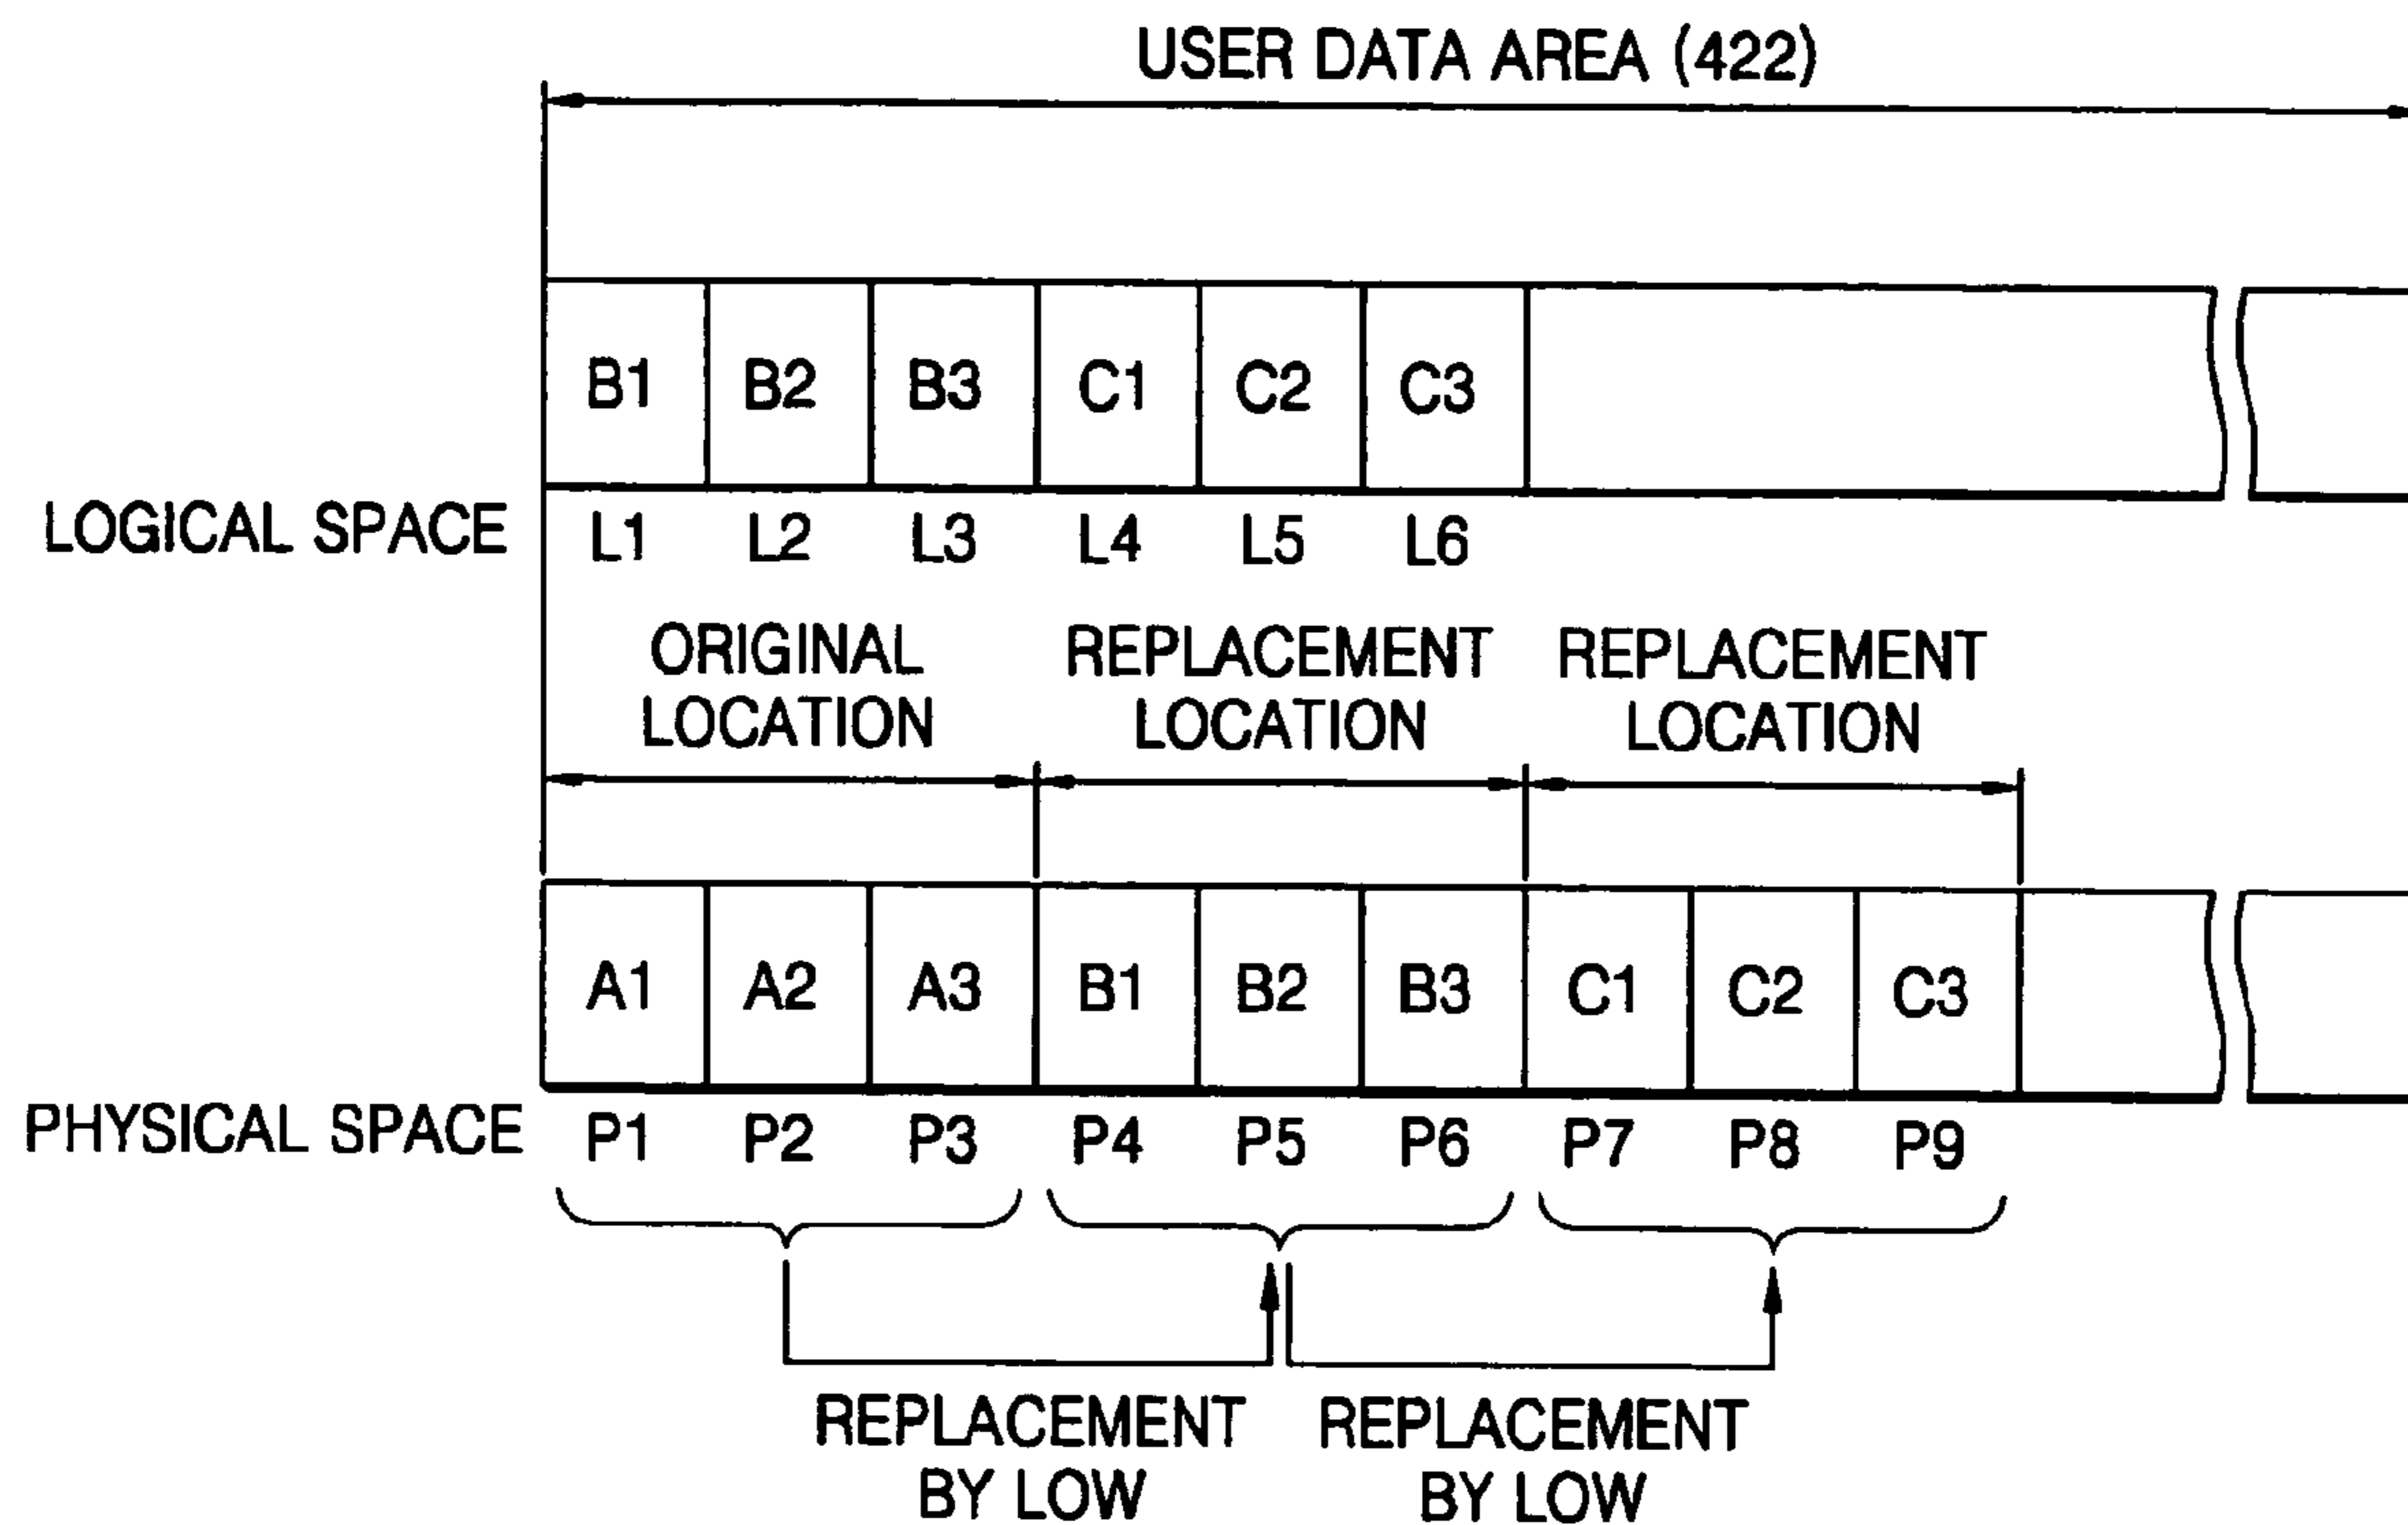 USER DATA AREA (422)
B1 B2 B3 C1 C2 C3
LOGICAL SPACE
L1 L2 L3 L4 L5 L6
ORIGINAL REPLACEMENT REPLACEMENT
LOCATION LOCATION LOCATION
A1 A2 A3 B1 B2 B3 C1 C2 C3
PHYSICAL SPACE
P1 P2 P3 P4 P5 P6 P7 P8 P9
REPLACEMENT REPLACEMENT
BY LOW BY LOW